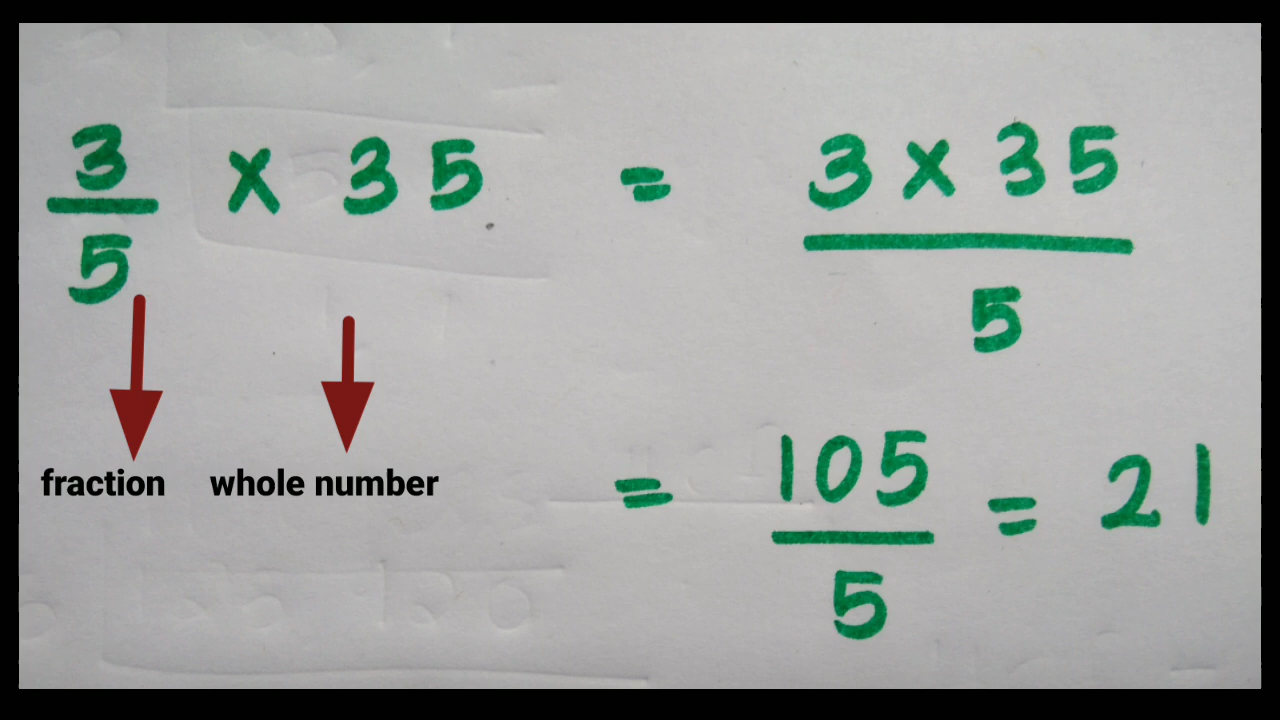 3/5 × 35 = 3 × 35 / 5
fraction whole number
= 105/5 = 21